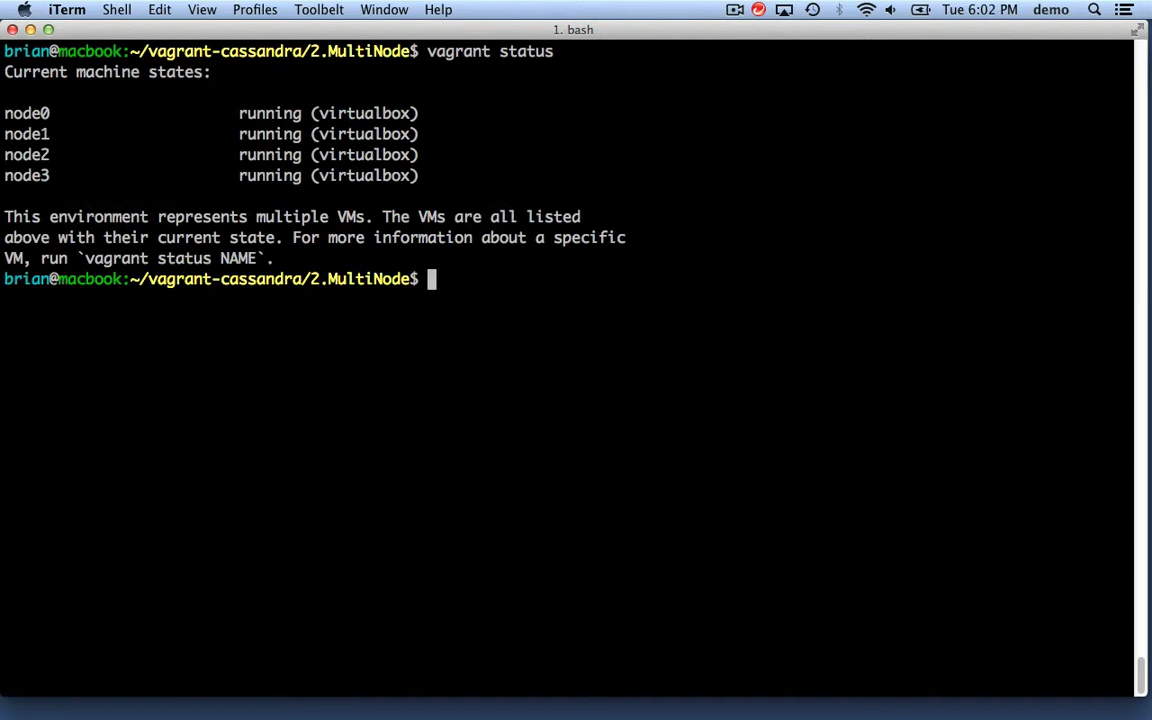 iTerm Shell Edit View Profiles Toolbelt Window Help Tue 6:02 PM demo
1. bash
brian@macbook:~/vagrant-cassandra/2.MultiNode$ vagrant status
Current machine states:
node0 running (virtualbox)
node1 running (virtualbox)
node2 running (virtualbox)
node3 running (virtualbox)
This environment represents multiple VMs. The VMs are all listed
above with their current state. For more information about a specific
VM, run `vagrant status NAME`.
brian@macbook:~/vagrant-cassandra/2.MultiNode$